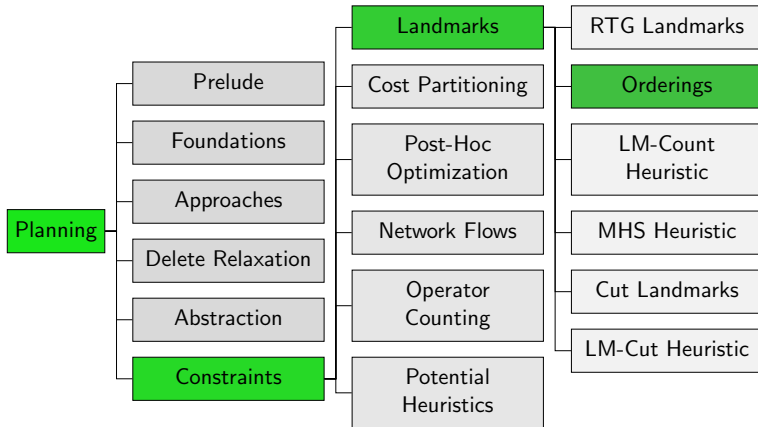 Planning
Prelude
Foundations
Approaches
Delete Relaxation
Abstraction
Constraints
Landmarks
Cost Partitioning
Post-Hoc
Optimization
Network Flows
Operator
Counting
Potential
Heuristics
RTG Landmarks
Orderings
LM-Count
Heuristic
MHS Heuristic
Cut Landmarks
LM-Cut Heuristic